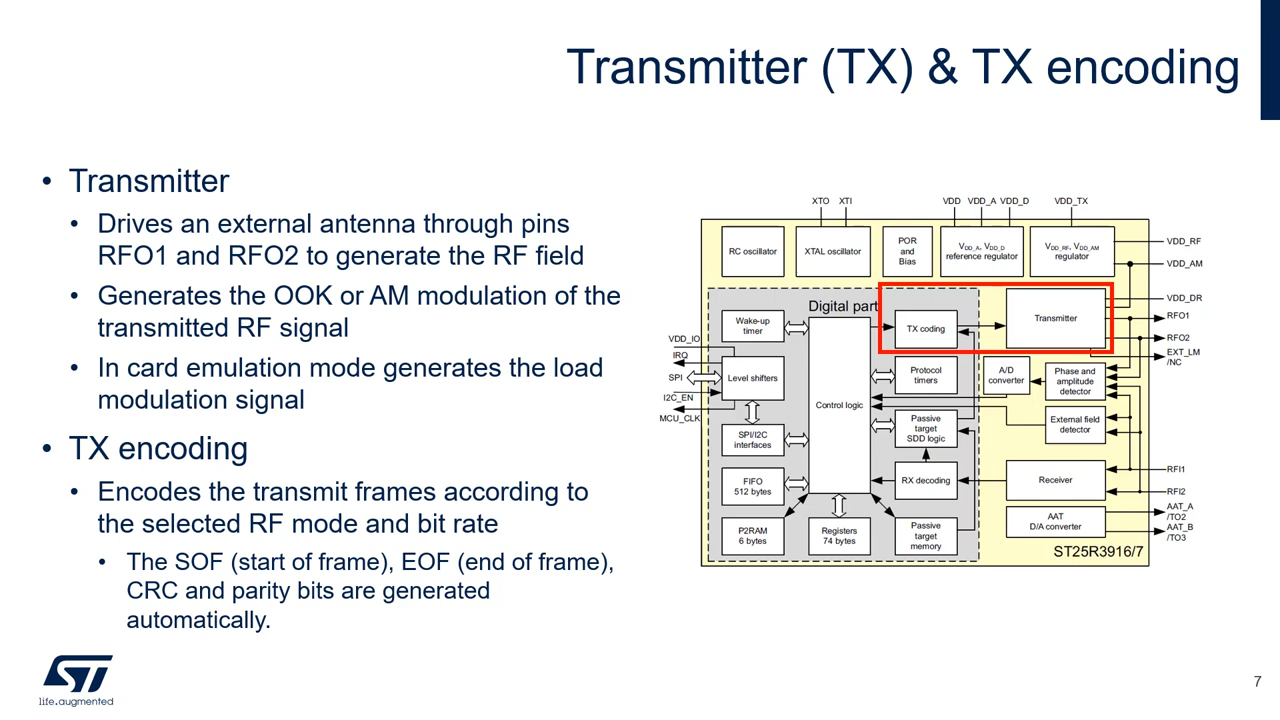 Transmitter (TX) & TX encoding
• Transmitter
• Drives an external antenna through pins
RFO1 and RFO2 to generate the RF field
• Generates the OOK or AM modulation of the
transmitted RF signal
• In card emulation mode generates the load
modulation signal
• TX encoding
• Encodes the transmit frames according to
the selected RF mode and bit rate
• The SOF (start of frame), EOF (end of frame),
CRC and parity bits are generated
automatically.
XTO XTI VDD VDD_A VDD_D VDD_TX
RC oscillator
XTAL oscillator
POR
and
Bias
VDD_A, VDD_D
reference regulator
VDD_RF, VDD_AM
regulator
VDD_RF
VDD_AM
VDD_DR
RFO1
RFO2
EXT_LM
/NC
Digital part
Wake-up
timer
TX coding
Transmitter
VDD_IO
IRQ
SPI
I2C_EN
MCU_CLK
Level shifters
Control logic
Protocol
timers
A/D
converter
Phase and
amplitude
detector
SPI/I2C
interfaces
Passive
target
SDD logic
External field
detector
FIFO
512 bytes
RX decoding
Receiver
RFI1
RFI2
P2RAM
6 bytes
Registers
74 bytes
Passive
target
memory
AAT
D/A converter
AAT_A
/TO2
AAT_B
/TO3
ST25R3916/7
ST
life.augmented
7